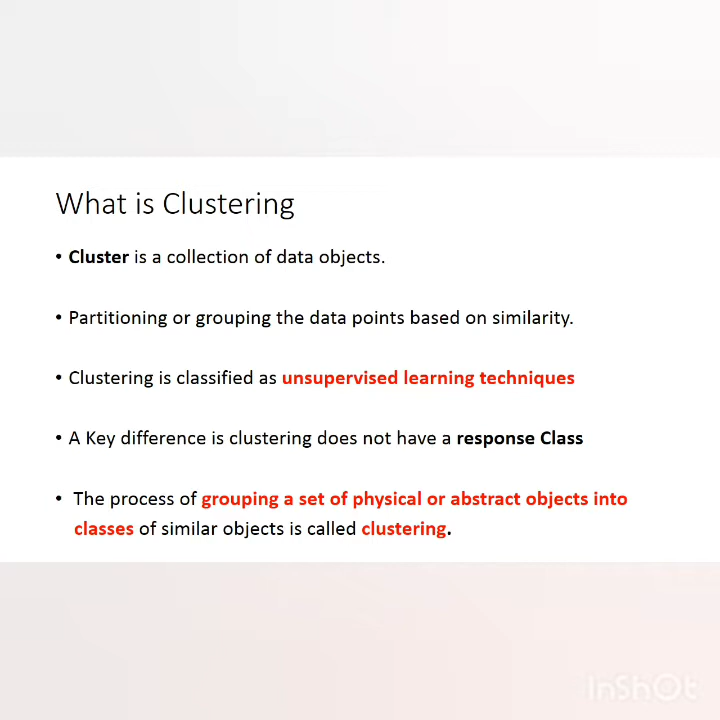 What is Clustering
• Cluster is a collection of data objects.
• Partitioning or grouping the data points based on similarity.
• Clustering is classified as unsupervised learning techniques
• A Key difference is clustering does not have a response Class
• The process of grouping a set of physical or abstract objects into
classes of similar objects is called clustering.
InShOt